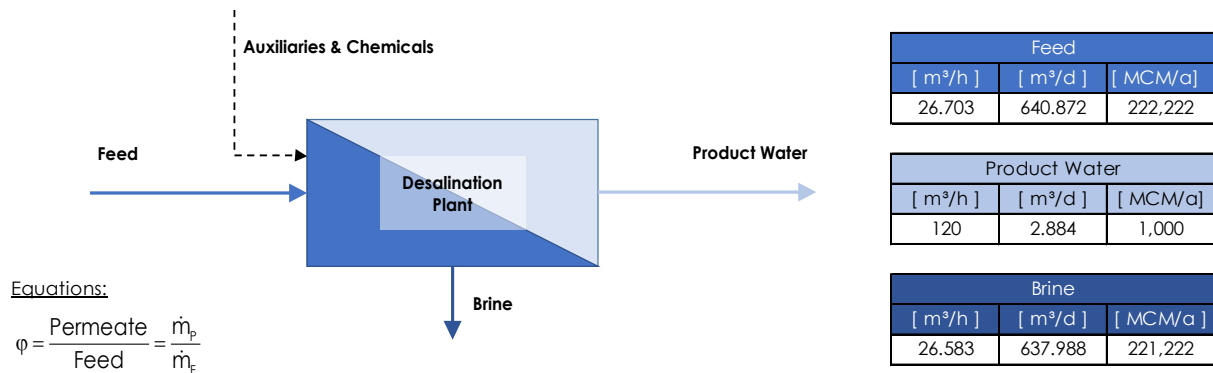 Auxiliaries & Chemicals
Feed
Desalination
Plant
Product Water
Brine
Equations:
φ = Permeate / Feed = ṁP / ṁF
Feed
[ m³/h ] [ m³/d ] [ MCM/a]
26.703 640.872 222,222
Product Water
[ m³/h ] [ m³/d ] [ MCM/a]
120 2.884 1,000
Brine
[ m³/h ] [ m³/d ] [ MCM/a ]
26.583 637.988 221,222